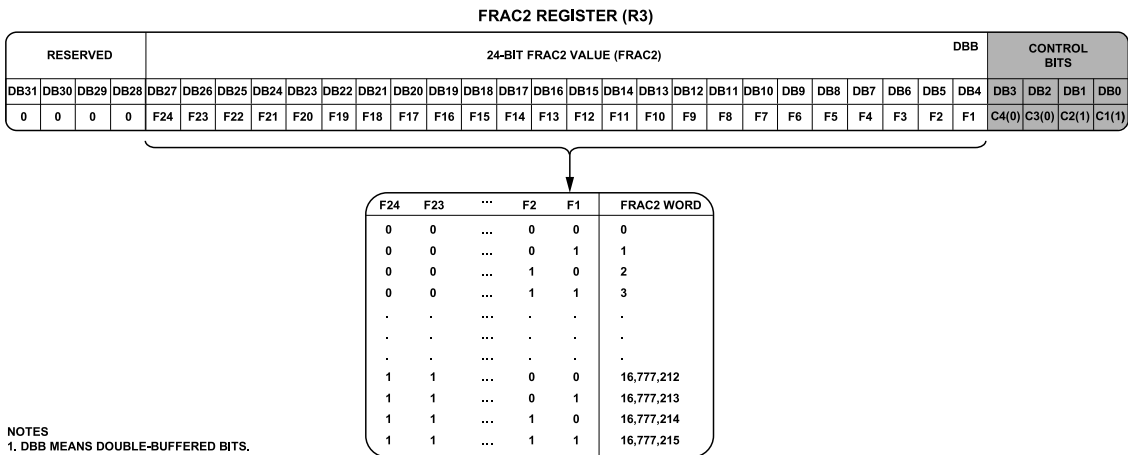 FRAC2 REGISTER (R3)
RESERVED 24-BIT FRAC2 VALUE (FRAC2) DBB CONTROL BITS
DB31 DB30 DB29 DB28 DB27 DB26 DB25 DB24 DB23 DB22 DB21 DB20 DB19 DB18 DB17 DB16 DB15 DB14 DB13 DB12 DB11 DB10 DB9 DB8 DB7 DB6 DB5 DB4 DB3 DB2 DB1 DB0
0 0 0 0 F24 F23 F22 F21 F20 F19 F18 F17 F16 F15 F14 F13 F12 F11 F10 F9 F8 F7 F6 F5 F4 F3 F2 F1 C4(0) C3(0) C2(1) C1(1)
F24 F23 ... F2 F1 FRAC2 WORD
0 0 ... 0 0 0
0 0 ... 0 1 1
0 0 ... 1 0 2
0 0 ... 1 1 3
. . ... . . .
. . ... . . .
. . ... . . .
1 1 ... 0 0 16,777,212
1 1 ... 0 1 16,777,213
1 1 ... 1 0 16,777,214
1 1 ... 1 1 16,777,215
NOTES
1. DBB MEANS DOUBLE-BUFFERED BITS.